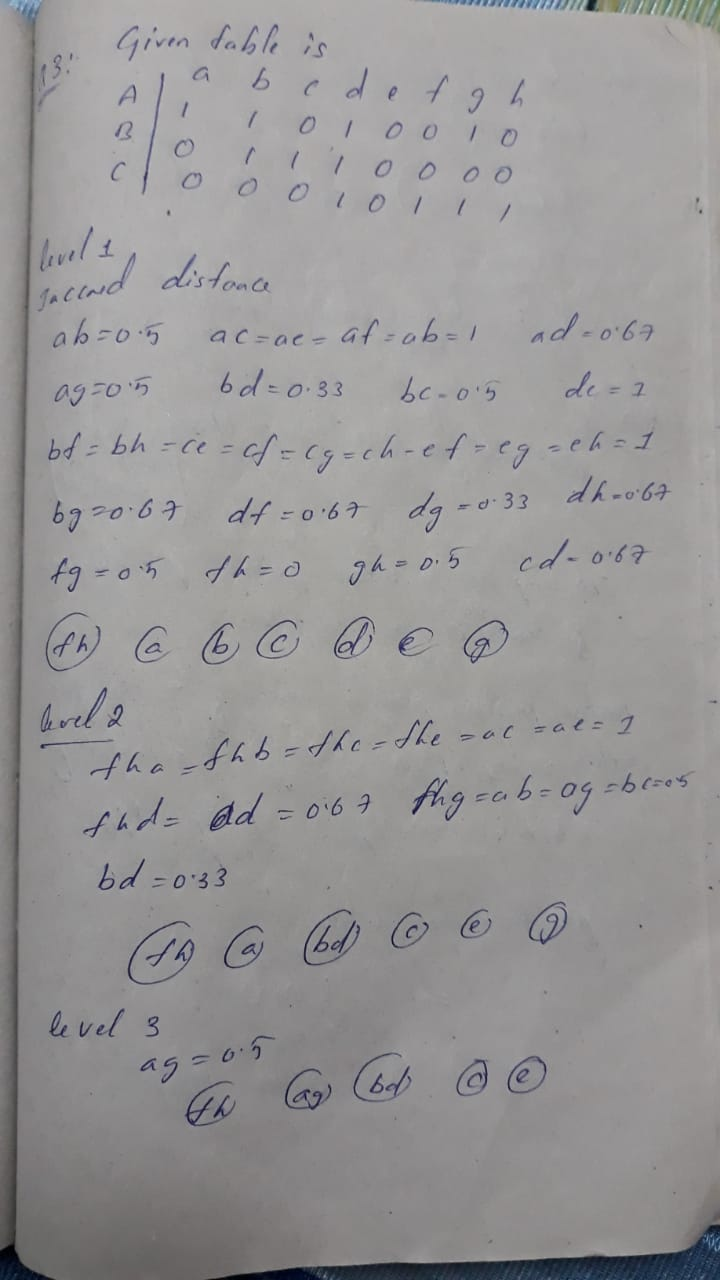 13:
Given table is
a b c d e f g h
A 1 1 0 1 0 0 1 0
B 0 1 1 1 0 0 0 0
C 0 0 0 1 0 1 1 1
level 1
Jaccard distance
ab=0.5 ac=ae=af=ab=1 ad=0.67
ag=0.5 bd=0.33 bc=0.5 de=1
bf=bh=ce=cf=cg=ch-ef=eg=eh=1
bg=0.67 df=0.67 dg=0.33 dh=0.67
fg=0.5 fh=0 gh=0.5 cd=0.67
fh a b c d e g
level 2
fha=fhb=fhc=fhe=ac=ae=1
fhd= ad=0.67 fhg=ab=ag=bc=0.5
bd=0.33
fh a bd c e g
level 3
ag=0.5
fh ag bd c e